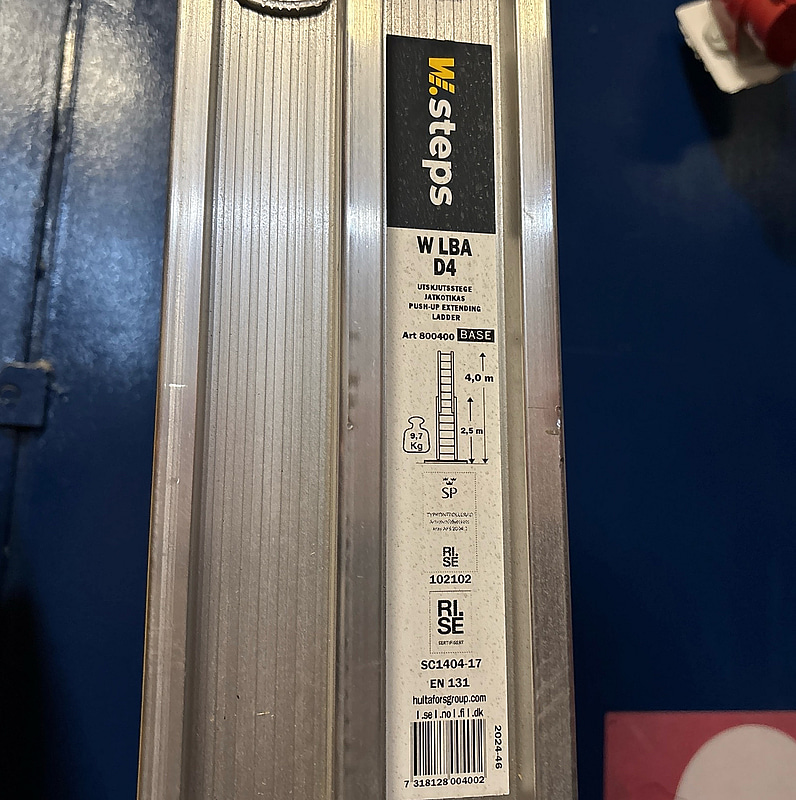 W.steps
W LBA
D4
UTSKJUTSSTEGE
JATKOTIKAS
PUSH-UP EXTENDING
LADDER
Art 800400 BASE
4,0 m
2,5 m
9,7
Kg
SP
TYPKONTROLLERAD
RI.
SE
102102
RI.
SE
SC1404-17
EN 131
hultaforsgroup.com
| .se | .no | .fi | .dk
2024-46
7 318128 004002